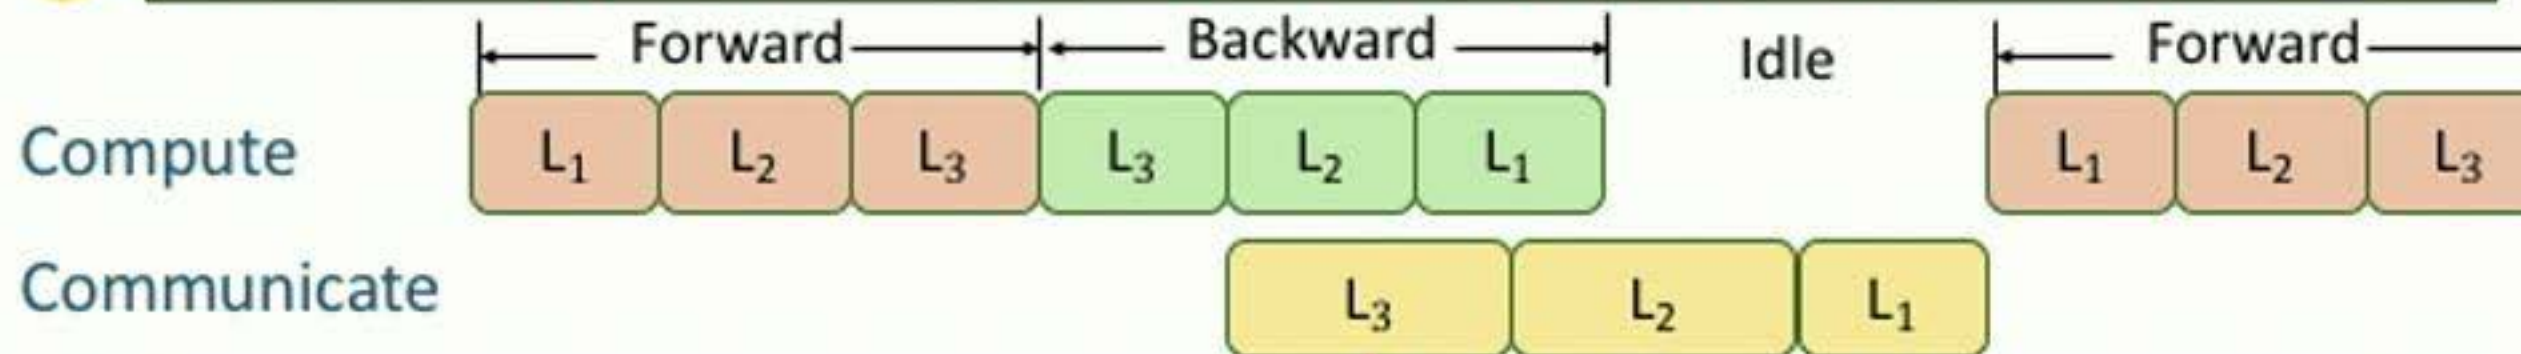 Forward Backward Idle Forward
Compute L₁ L₂ L₃ L₃ L₂ L₁ L₁ L₂ L₃
Communicate L₃ L₂ L₁